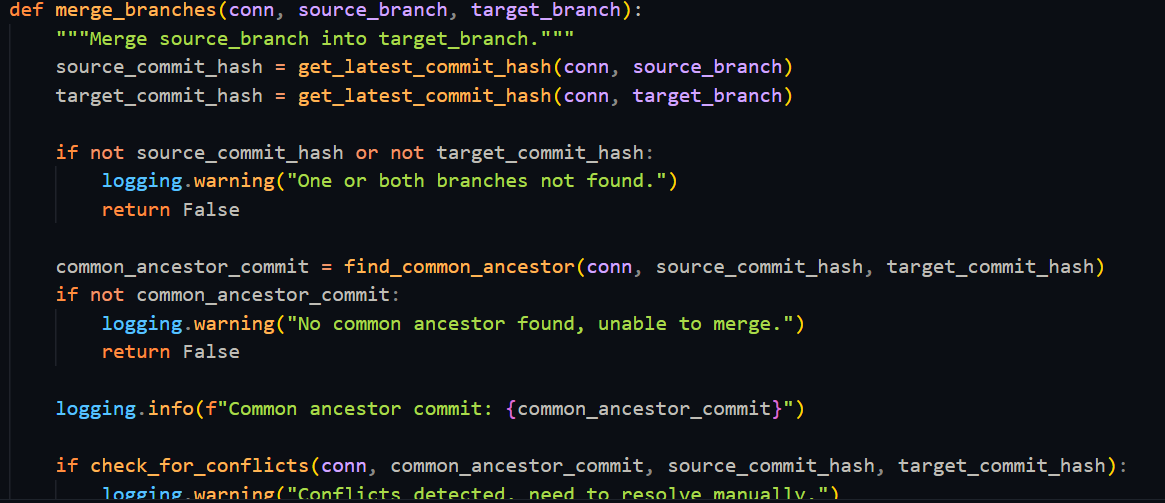 def merge_branches(conn, source_branch, target_branch):
    """Merge source_branch into target_branch."""
    source_commit_hash = get_latest_commit_hash(conn, source_branch)
    target_commit_hash = get_latest_commit_hash(conn, target_branch)

    if not source_commit_hash or not target_commit_hash:
        logging.warning("One or both branches not found.")
        return False

    common_ancestor_commit = find_common_ancestor(conn, source_commit_hash, target_commit_hash)
    if not common_ancestor_commit:
        logging.warning("No common ancestor found, unable to merge.")
        return False

    logging.info(f"Common ancestor commit: {common_ancestor_commit}")

    if check_for_conflicts(conn, common_ancestor_commit, source_commit_hash, target_commit_hash):
        logging.warning("Conflicts detected, need to resolve manually.")